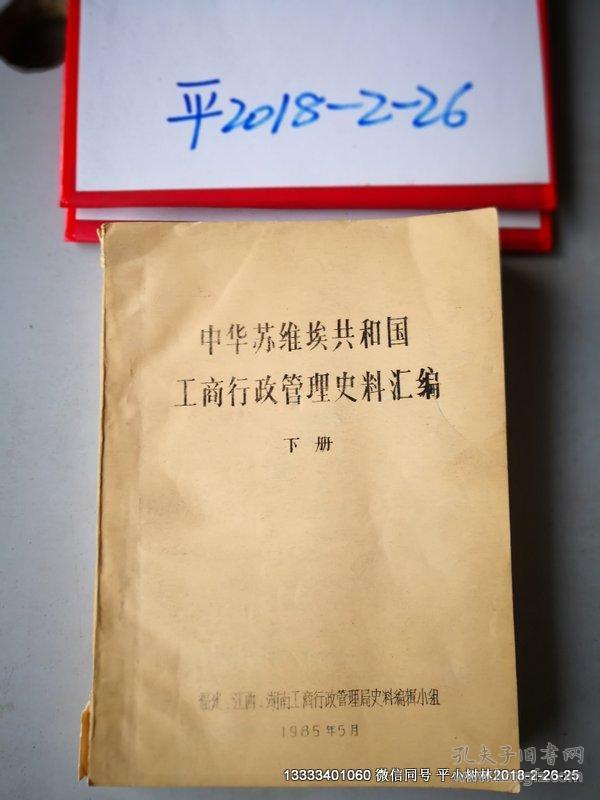 平2018-2-26
中华苏维埃共和国
工商行政管理史料汇编
下册
福建、江西、湖南工商行政管理局史料编辑小组
1985年5月
孔夫子旧书网
13333401060 微信同号 平小树林2018-2-26-25